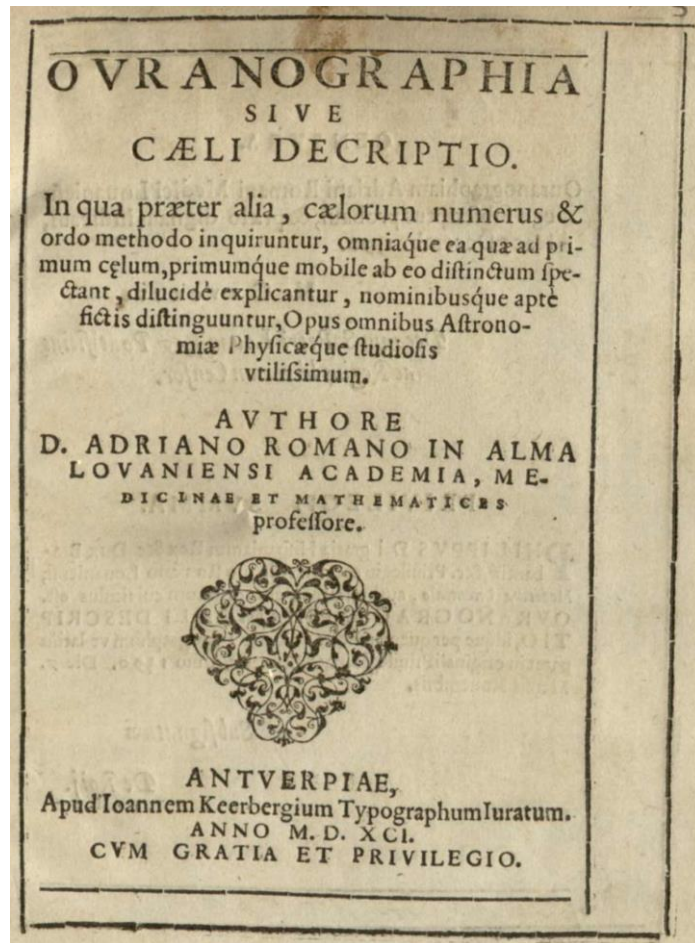 OVRANOGRAPHIA
SIVE
CÆLI DECRIPTIO.
In qua præter alia, cælorum numerus &
ordo methodo inquiruntur, omniáque ea quæ ad pri-
mum cęlum, primumque mobile ab eo distinctum spe-
ctant, dilucidè explicantur, nominibusque aptè
fictis distinguuntur, Opus omnibus Astrono-
miæ Physicæque studiosis
vtilissimum.
AVTHORE
D. ADRIANO ROMANO IN ALMA
LOVANIENSI ACADEMIA, ME-
DICINAE ET MATHEMATICES
professore.
ANTVERPIAE,
Apud Ioannem Keerbergium Typographum Iuratum.
ANNO M. D. XCI.
CVM GRATIA ET PRIVILEGIO.